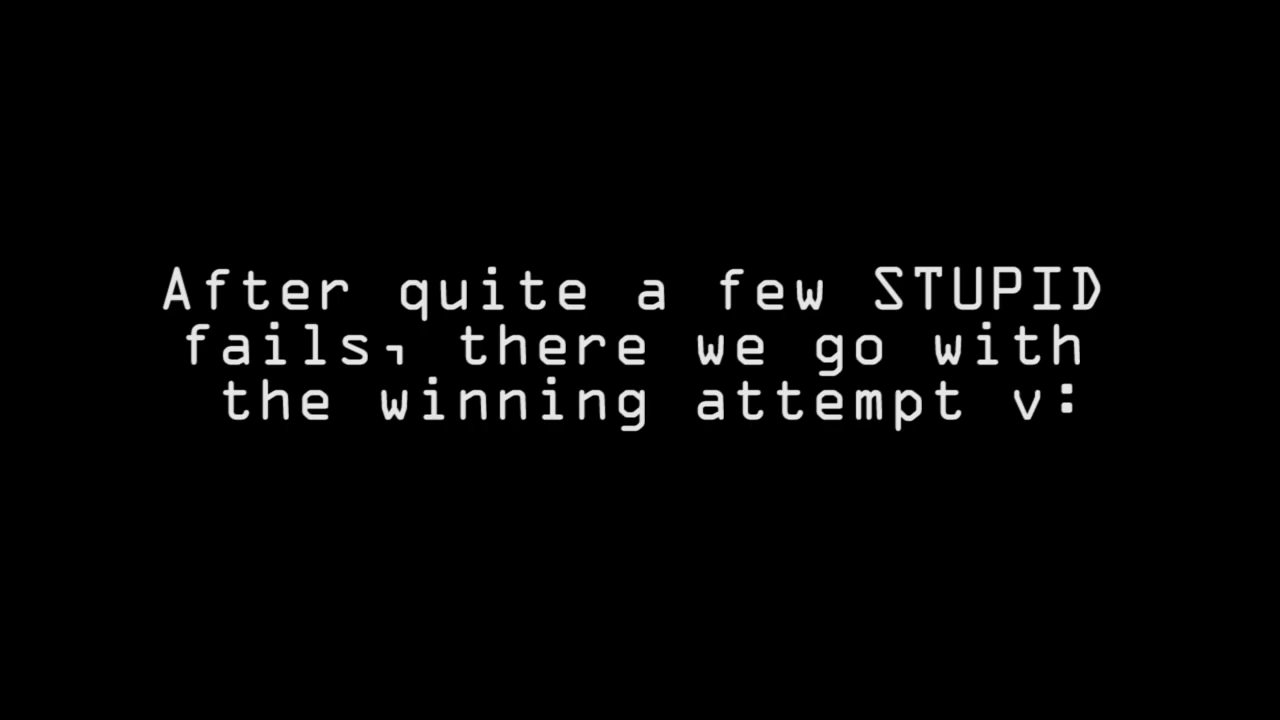 After quite a few STUPID
fails, there we go with
the winning attempt v: